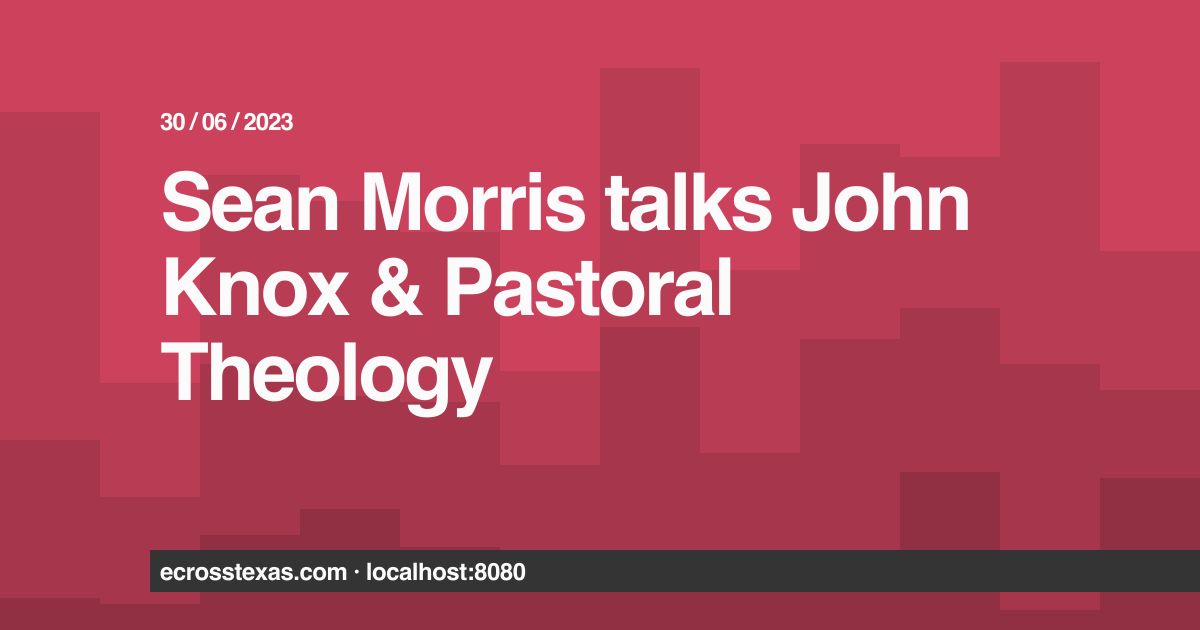 30 / 06 / 2023
Sean Morris talks John
Knox & Pastoral
Theology
ecrosstexas.com · localhost:8080